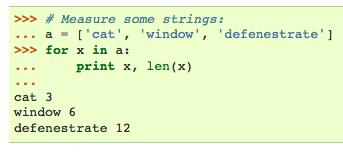 >>> # Measure some strings:
... a = ['cat', 'window', 'defenestrate']
>>> for x in a:
...     print x, len(x)
...
cat 3
window 6
defenestrate 12